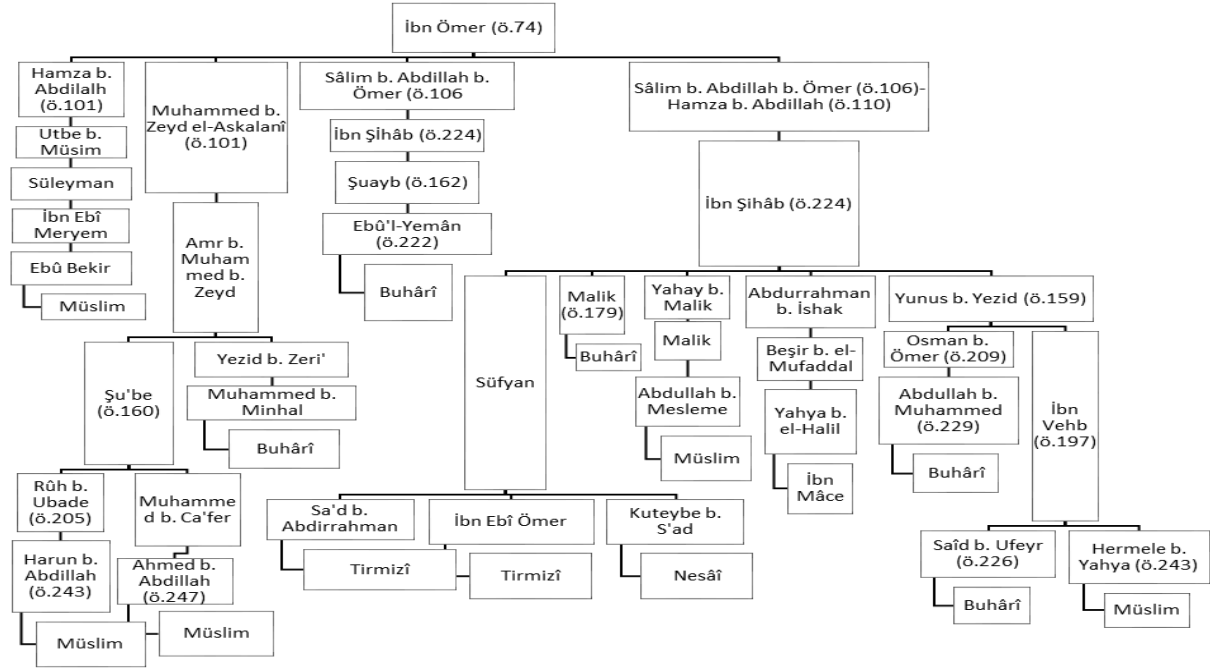 İbn Ömer (ö.74)
Hamza b.
Abdilalh
(ö.101)
Utbe b.
Müsim
Süleyman
İbn Ebî
Meryem
Ebû Bekir
Müslim
Muhammed b.
Zeyd el-Askalanî
(ö.101)
Amr b.
Muham
med b.
Zeyd
Şu'be
(ö.160)
Rûh b.
Ubade
(ö.205)
Harun b.
Abdillah
(ö.243)
Müslim
Muhamme
d b. Ca'fer
Ahmed b.
Abdillah
(ö.247)
Müslim
Yezid b. Zeri'
Muhammed b.
Minhal
Buhârî
Sâlim b. Abdillah b.
Ömer (ö.106
İbn Şihâb (ö.224)
Şuayb (ö.162)
Ebû'l-Yemân
(ö.222)
Buhârî
Sâlim b. Abdillah b. Ömer (ö.106)-
Hamza b. Abdillah (ö.110)
İbn Şihâb (ö.224)
Süfyan
Sa'd b.
Abdirrahman
Tirmizî
İbn Ebî Ömer
Tirmizî
Kuteybe b.
S'ad
Nesâî
Malik
(ö.179)
Buhârî
Yahay b.
Malik
Malik
Abdullah b.
Mesleme
Müslim
Abdurrahman
b. İshak
Beşir b. el-
Mufaddal
Yahya b.
el-Halil
İbn
Mâce
Yunus b. Yezid (ö.159)
Osman b.
Ömer (ö.209)
Abdullah b.
Muhammed
(ö.229)
Buhârî
İbn
Vehb
(ö.197)
Saîd b. Ufeyr
(ö.226)
Buhârî
Hermele b.
Yahya (ö.243)
Müslim